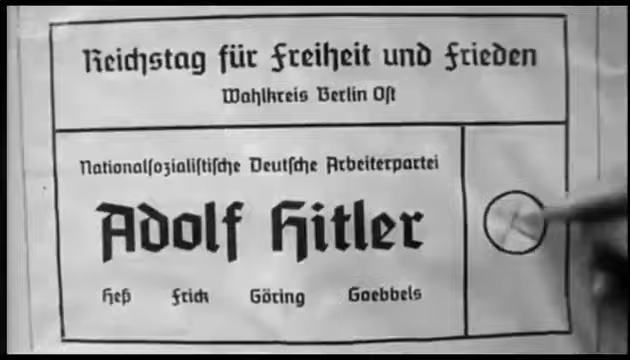 Reichstag für Freiheit und Frieden
Wahlkreis Berlin Oſt
Nationalſozialiſtiſche Deutſche Arbeiterpartei
Adolf Hitler
Heß Frick Göring Goebbels